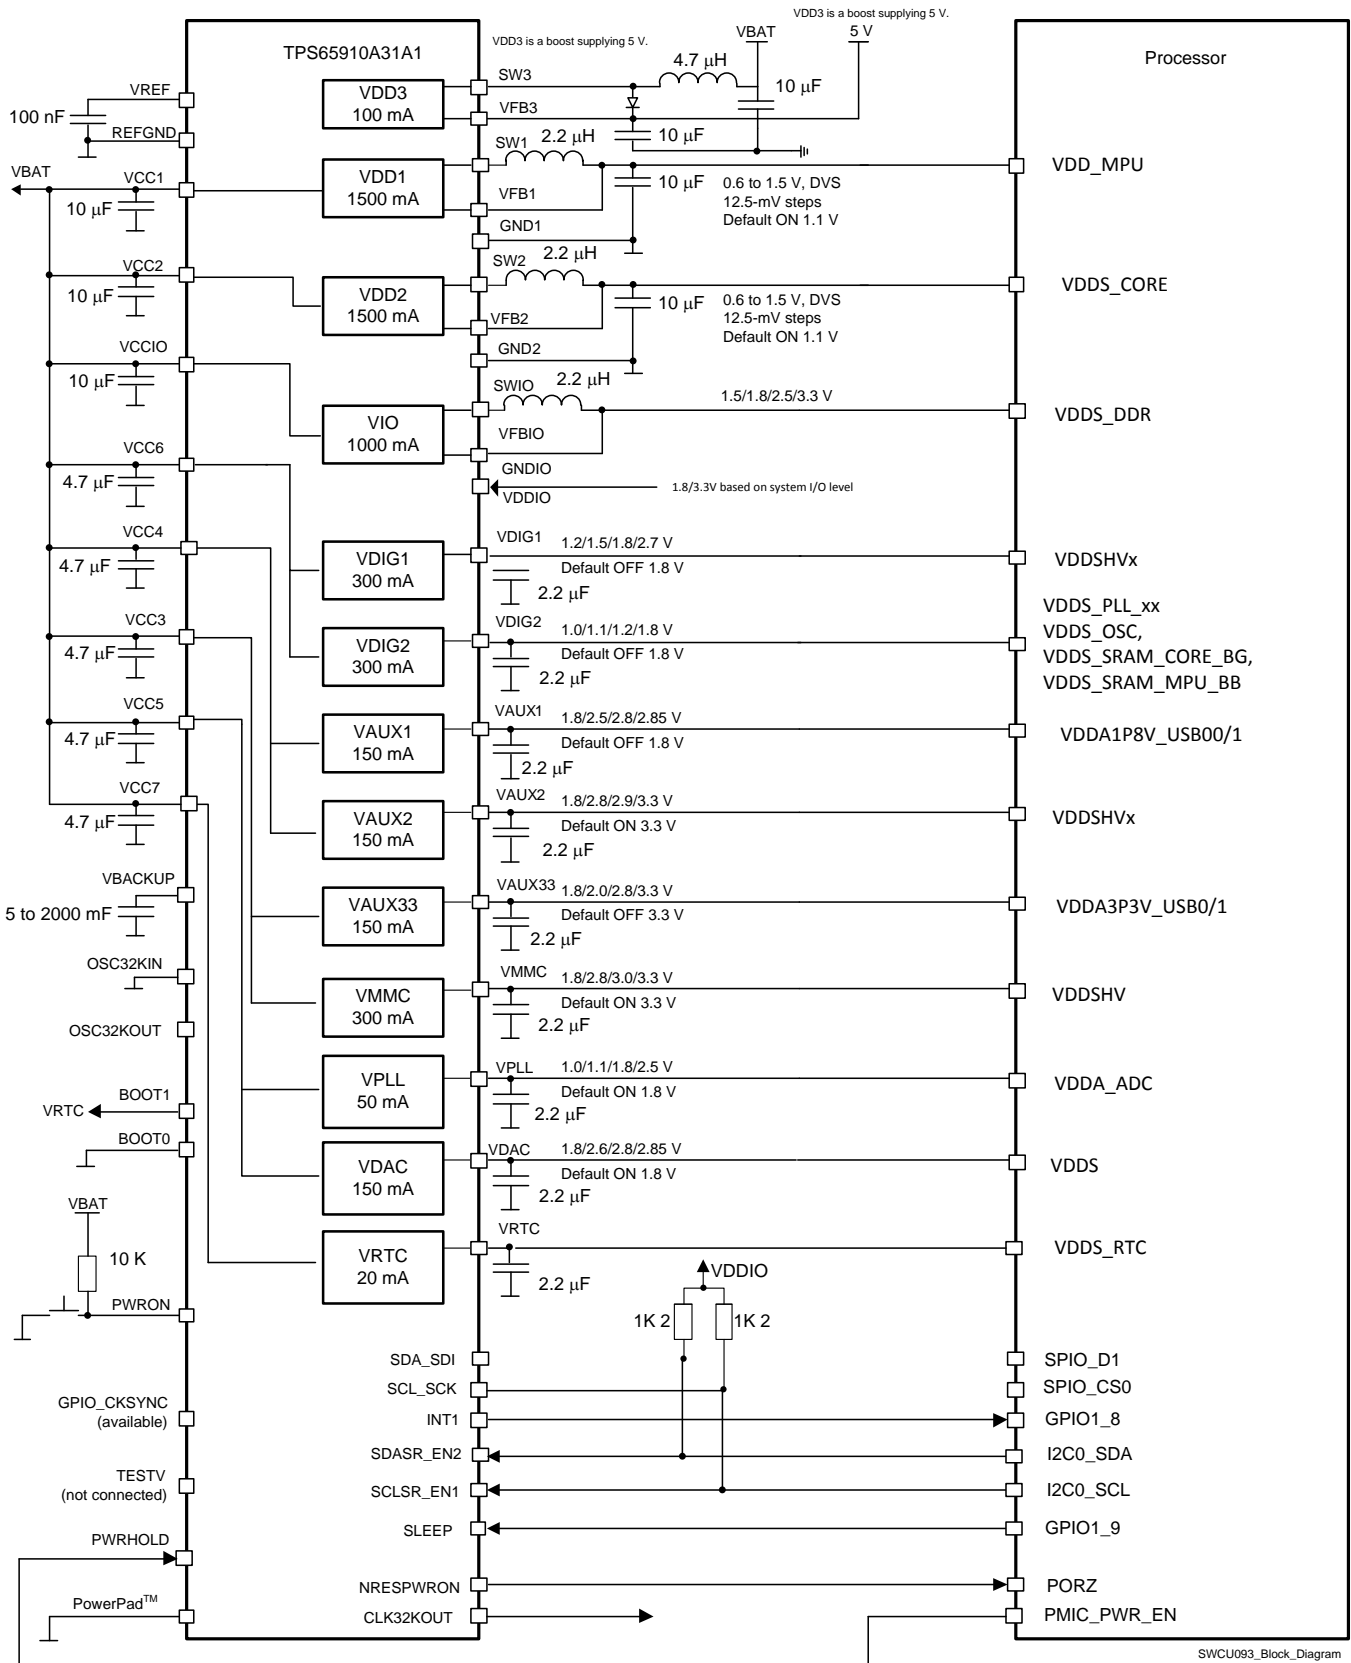 VDD3 is a boost supplying 5 V.
VDD3 is a boost supplying 5 V.
VBAT
5 V
TPS65910A31A1
Processor
SW3
4.7 μH
VDD3
100 mA
10 μF
VREF
100 nF
REFGND
VFB3
10 μF
SW1
2.2 μH
VBAT
VCC1
10 μF
VDD1
1500 mA
VFB1
10 μF
0.6 to 1.5 V, DVS
12.5-mV steps
Default ON 1.1 V
VDD_MPU
GND1
SW2
2.2 μH
VCC2
10 μF
VDD2
1500 mA
VFB2
10 μF
0.6 to 1.5 V, DVS
12.5-mV steps
Default ON 1.1 V
VDDS_CORE
GND2
VCCIO
10 μF
SWIO
2.2 μH
1.5/1.8/2.5/3.3 V
VIO
1000 mA
VFBIO
VDDS_DDR
GNDIO
VDDIO
1.8/3.3V based on system I/O level
VCC6
4.7 μF
VCC4
4.7 μF
VDIG1
300 mA
VDIG1
1.2/1.5/1.8/2.7 V
Default OFF 1.8 V
2.2 μF
VDDSHVx
VCC3
4.7 μF
VDIG2
300 mA
VDIG2
1.0/1.1/1.2/1.8 V
Default OFF 1.8 V
2.2 μF
VDDS_PLL_xx
VDDS_OSC,
VDDS_SRAM_CORE_BG,
VDDS_SRAM_MPU_BB
VCC5
4.7 μF
VAUX1
150 mA
VAUX1
1.8/2.5/2.8/2.85 V
Default OFF 1.8 V
2.2 μF
VDDA1P8V_USB00/1
VCC7
4.7 μF
VAUX2
150 mA
VAUX2
1.8/2.8/2.9/3.3 V
Default ON 3.3 V
2.2 μF
VDDSHVx
VBACKUP
5 to 2000 mF
VAUX33
150 mA
VAUX33
1.8/2.0/2.8/3.3 V
Default OFF 3.3 V
2.2 μF
VDDA3P3V_USB0/1
OSC32KIN
OSC32KOUT
VMMC
300 mA
VMMC
1.8/2.8/3.0/3.3 V
Default ON 3.3 V
2.2 μF
VDDSHV
VRTC
BOOT1
VPLL
50 mA
VPLL
1.0/1.1/1.8/2.5 V
Default ON 1.8 V
2.2 μF
VDDA_ADC
BOOT0
VDAC
150 mA
VDAC
1.8/2.6/2.8/2.85 V
Default ON 1.8 V
2.2 μF
VDDS
VBAT
10 K
PWRON
VRTC
20 mA
VRTC
2.2 μF
VDDS_RTC
VDDIO
1K 2
1K 2
SDA_SDI
SPIO_D1
SCL_SCK
SPIO_CS0
GPIO_CKSYNC
(available)
INT1
GPIO1_8
SDASR_EN2
I2C0_SDA
TESTV
(not connected)
SCLSR_EN1
I2C0_SCL
SLEEP
GPIO1_9
PWRHOLD
NRESPWRON
PORZ
PowerPad™
CLK32KOUT
PMIC_PWR_EN
SWCU093_Block_Diagram